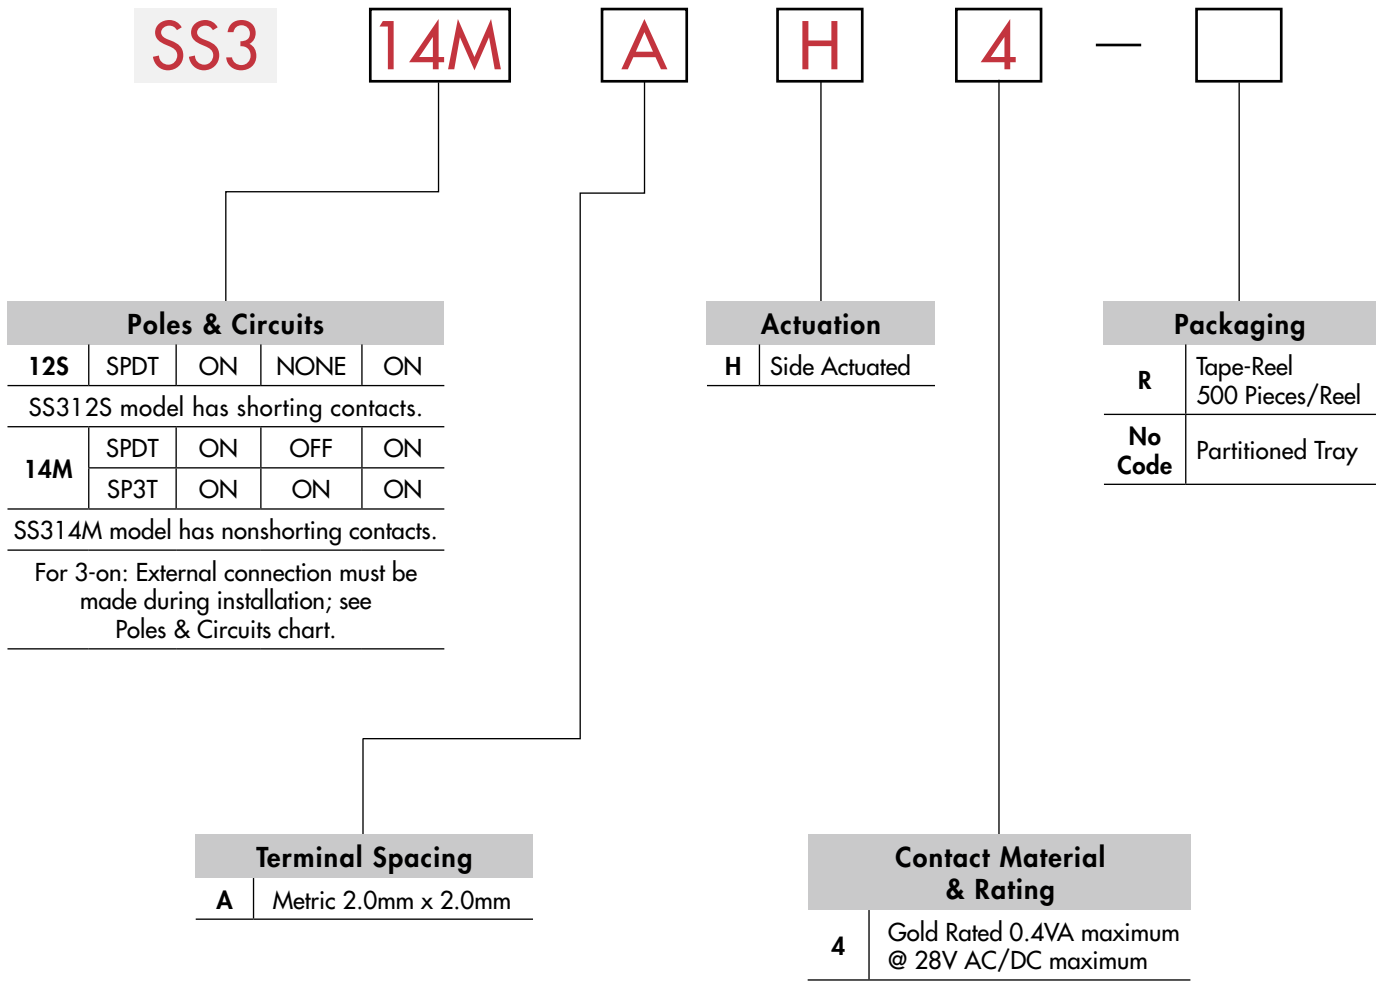 SS3 14M A H 4 —
Poles & Circuits
12S SPDT ON NONE ON
SS312S model has shorting contacts.
14M SPDT ON OFF ON
SP3T ON ON ON
SS314M model has nonshorting contacts.
For 3-on: External connection must be
made during installation; see
Poles & Circuits chart.
Actuation
H Side Actuated
Packaging
R Tape-Reel
500 Pieces/Reel
No
Code Partitioned Tray
Terminal Spacing
A Metric 2.0mm x 2.0mm
Contact Material
& Rating
4 Gold Rated 0.4VA maximum
@ 28V AC/DC maximum